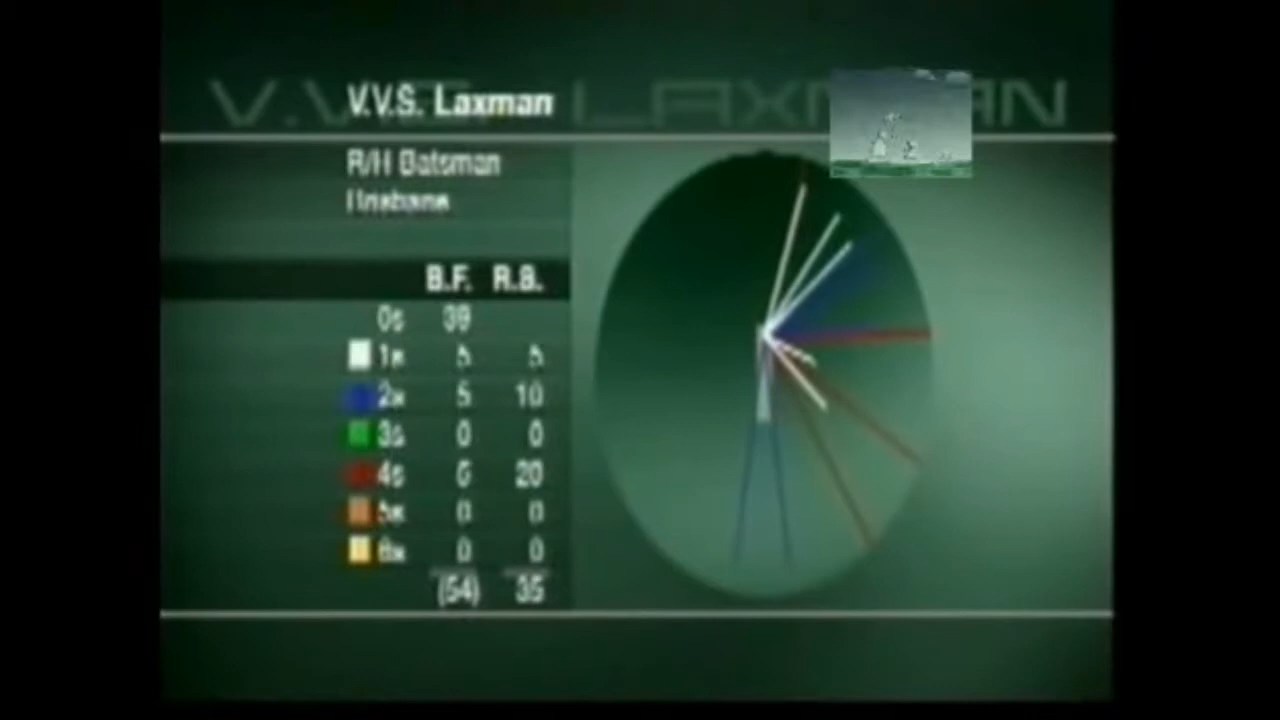 V.V.S. LAXMAN
V.V.S. Laxman
R/H Batsman
B.F. R.S.
0s 39
1s 5 5
2s 5 10
3s 0 0
4s 5 20
5s 0 0
6s 0 0
(54) 35